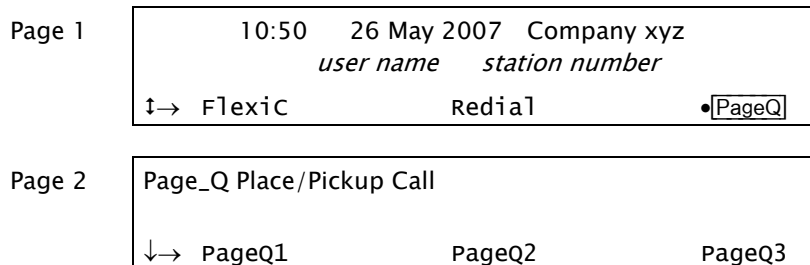 Page 1
10:50 26 May 2007 Company xyz
user name station number
↕→ FlexiC Redial •PageQ
Page 2
Page_Q Place/Pickup Call
↓→ PageQ1 PageQ2 PageQ3